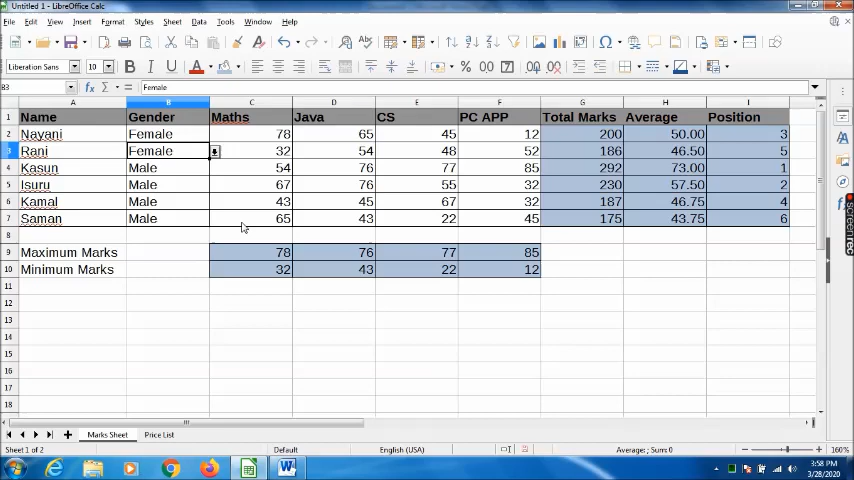 Untitled 1 - LibreOffice Calc
File Edit View Insert Format Styles Sheet Data Tools Window Help
Liberation Sans 10 A % 0.0
B3 fx Σ = Female
A B C D E F G H I
1 Name Gender Maths Java CS PC APP Total Marks Average Position
2 Nayani Female 78 65 45 12 200 50.00 3
3 Rani Female 32 54 48 52 186 46.50 5
4 Kasun Male 54 76 77 85 292 73.00 1
5 Isuru Male 67 76 55 32 230 57.50 2
6 Kamal Male 43 45 67 32 187 46.75 4
7 Saman Male 65 43 22 45 175 43.75 6
8
9 Maximum Marks 78 76 77 85
10 Minimum Marks 32 43 22 12
11
12
13
14
15
16
17
18
Marks Sheet Price List
Sheet 1 of 2 Default English (USA) Average: ; Sum: 0 160%
3:58 PM
3/28/2020
screenrec